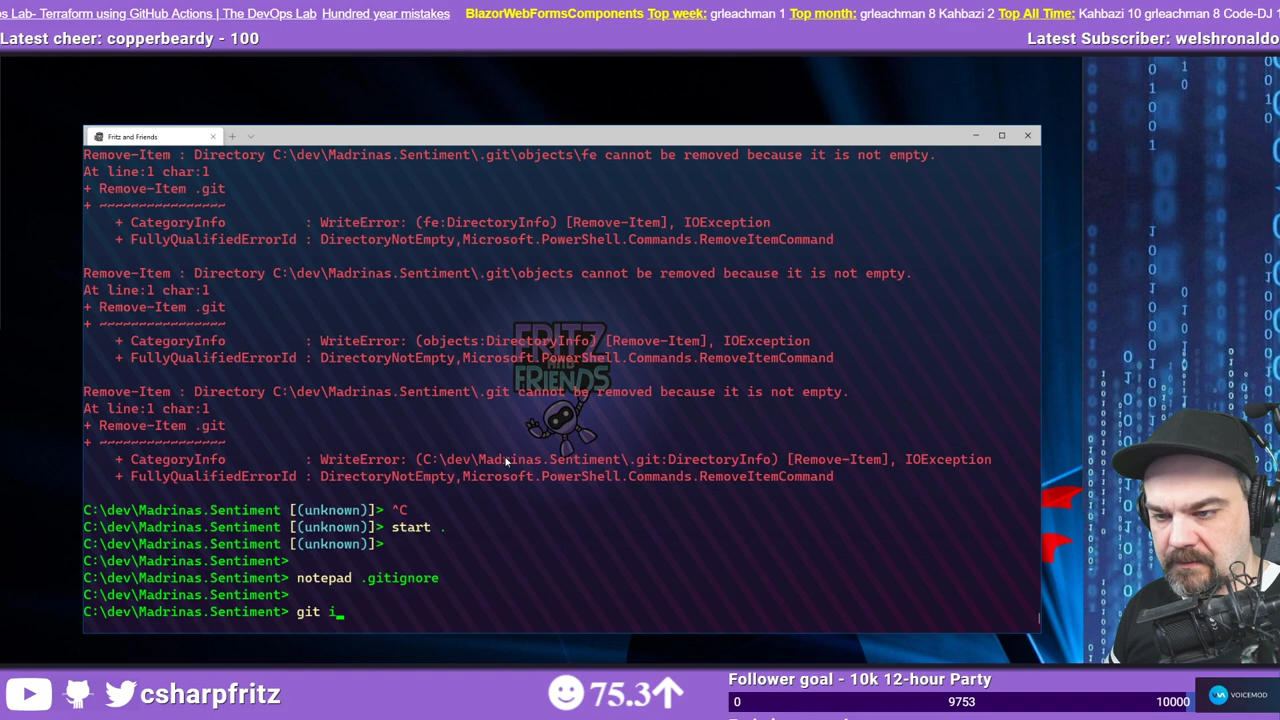 os Lab- Terraform using GitHub Actions | The DevOps Lab Hundred year mistakes BlazorWebFormsComponents Top week: grleachman 1 Top month: grleachman 8 Kahbazi 2 Top All Time: Kahbazi 10 grleachman 8 Code-DJ 1
Latest cheer: copperbeardy - 100 Latest Subscriber: welshronaldo
Fritz and Friends
Remove-Item : Directory C:\dev\Madrinas.Sentiment\.git\objects\fe cannot be removed because it is not empty.
At line:1 char:1
+ Remove-Item .git
+ ~~~~~~~~~~~~~~~~
+ CategoryInfo : WriteError: (fe:DirectoryInfo) [Remove-Item], IOException
+ FullyQualifiedErrorId : DirectoryNotEmpty,Microsoft.PowerShell.Commands.RemoveItemCommand
Remove-Item : Directory C:\dev\Madrinas.Sentiment\.git\objects cannot be removed because it is not empty.
At line:1 char:1
+ Remove-Item .git
+ ~~~~~~~~~~~~~~~~
+ CategoryInfo : WriteError: (objects:DirectoryInfo) [Remove-Item], IOException
+ FullyQualifiedErrorId : DirectoryNotEmpty,Microsoft.PowerShell.Commands.RemoveItemCommand
FRITZ
AND
FRIENDS
Remove-Item : Directory C:\dev\Madrinas.Sentiment\.git cannot be removed because it is not empty.
At line:1 char:1
+ Remove-Item .git
+ ~~~~~~~~~~~~~~~~
+ CategoryInfo : WriteError: (C:\dev\Madrinas.Sentiment\.git:DirectoryInfo) [Remove-Item], IOException
+ FullyQualifiedErrorId : DirectoryNotEmpty,Microsoft.PowerShell.Commands.RemoveItemCommand
C:\dev\Madrinas.Sentiment [(unknown)]> ^C
C:\dev\Madrinas.Sentiment [(unknown)]> start .
C:\dev\Madrinas.Sentiment [(unknown)]>
C:\dev\Madrinas.Sentiment>
C:\dev\Madrinas.Sentiment> notepad .gitignore
C:\dev\Madrinas.Sentiment>
C:\dev\Madrinas.Sentiment> git i
csharpfritz
75.3
Follower goal - 10k 12-hour Party
0 9753 10000
VOICEMOD